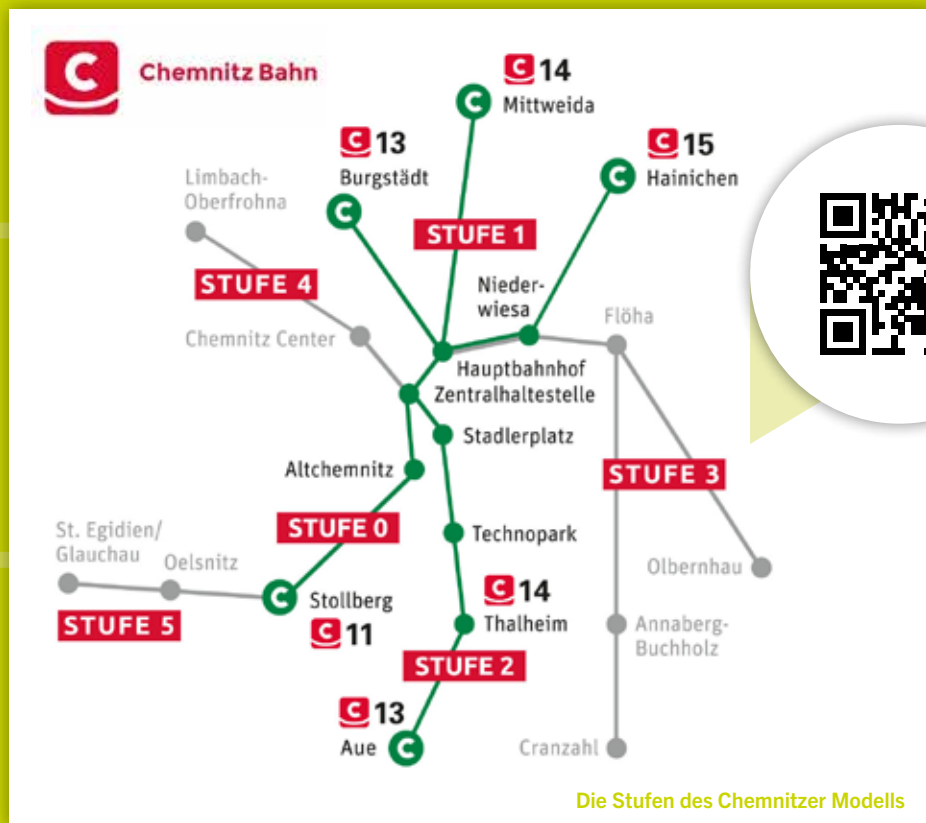 C Chemnitz Bahn
C 14
C Mittweida
C 13
Burgstädt
C
C 15
C Hainichen
Limbach-
Oberfrohna
STUFE 1
STUFE 4
Nieder-
wiesa
Flöha
Chemnitz Center
Hauptbahnhof
Zentralhaltestelle
Stadlerplatz
Altchemnitz
STUFE 3
STUFE 0
Technopark
St. Egidien/
Glauchau
Oelsnitz
Olbernhau
C Stollberg
C 11
C 14
Thalheim
STUFE 5
Annaberg-
Buchholz
STUFE 2
C 13
Aue C
Cranzahl
Die Stufen des Chemnitzer Modells